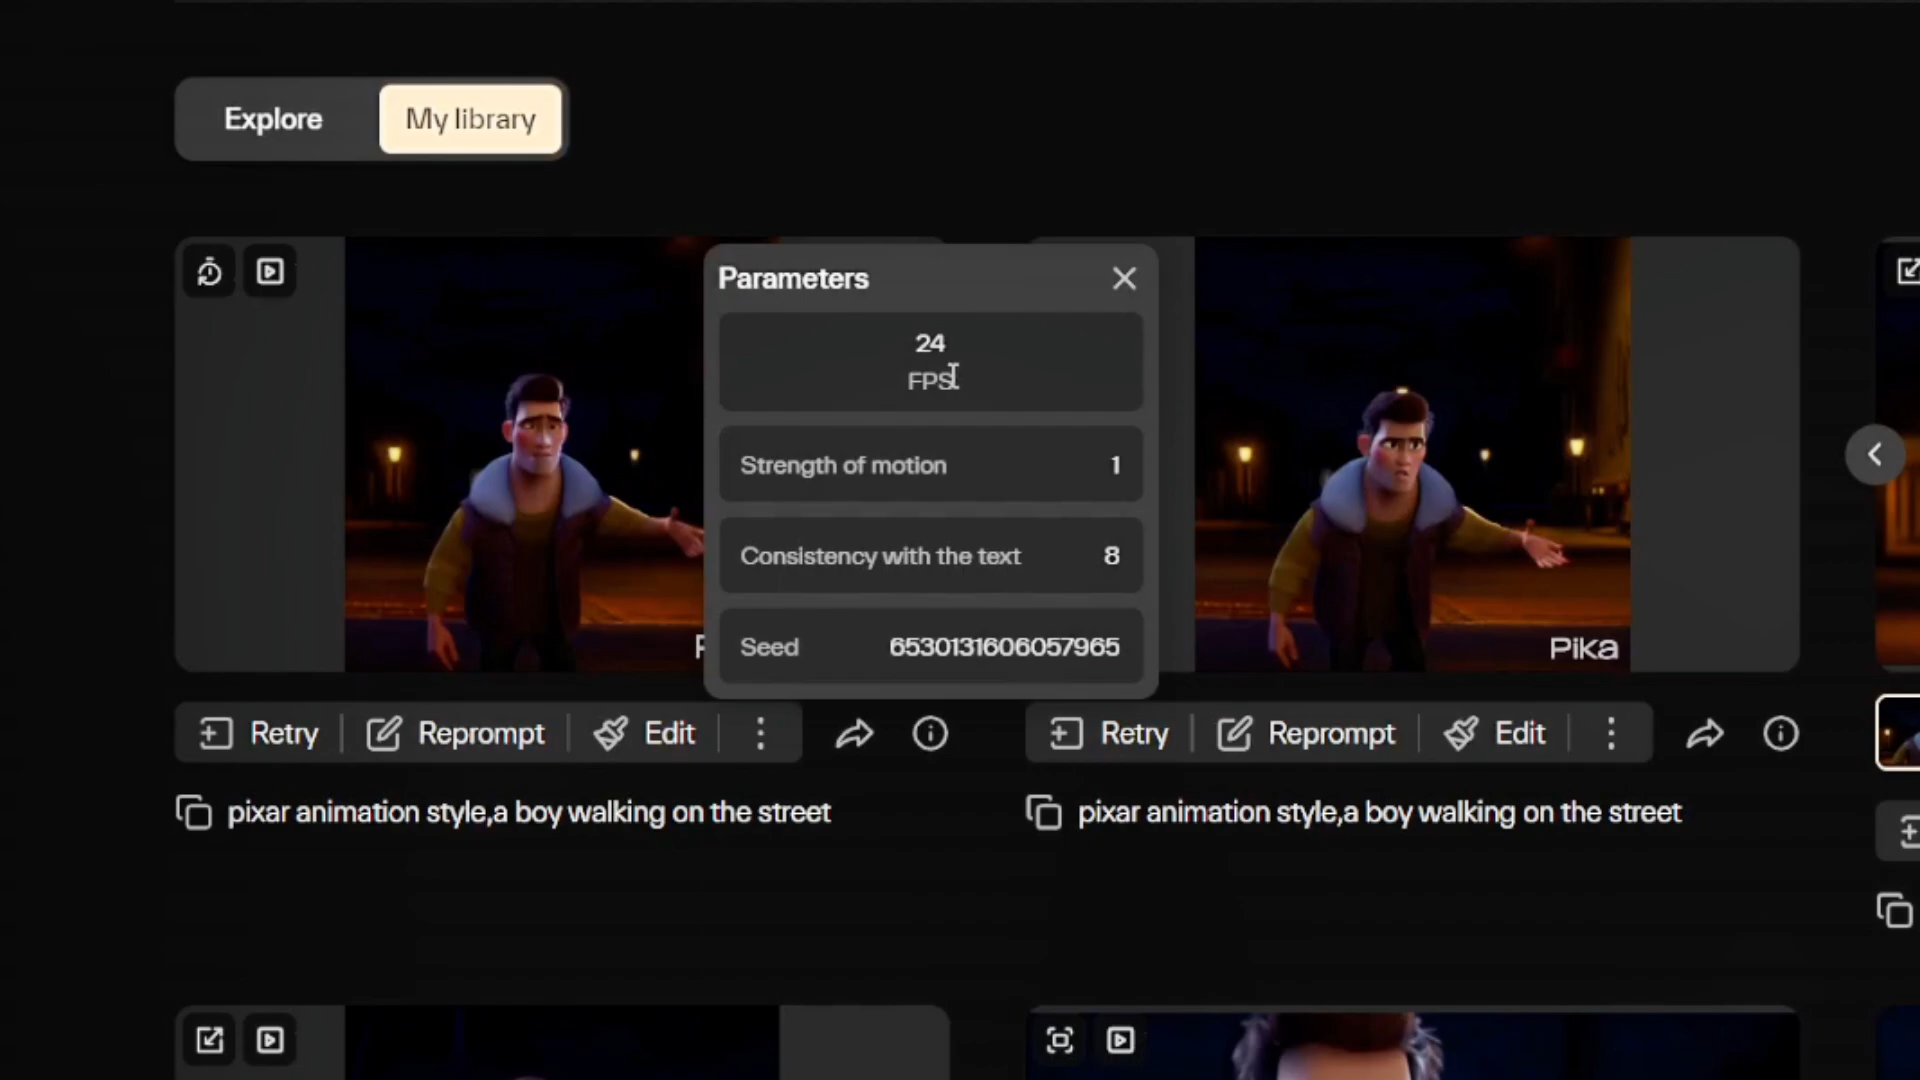 Explore
My library
Parameters
24
FPS
Strength of motion 1
Consistency with the text 8
Seed 6530131606057965
Pika
Retry Reprompt Edit
Retry Reprompt Edit
pixar animation style,a boy walking on the street
pixar animation style,a boy walking on the street